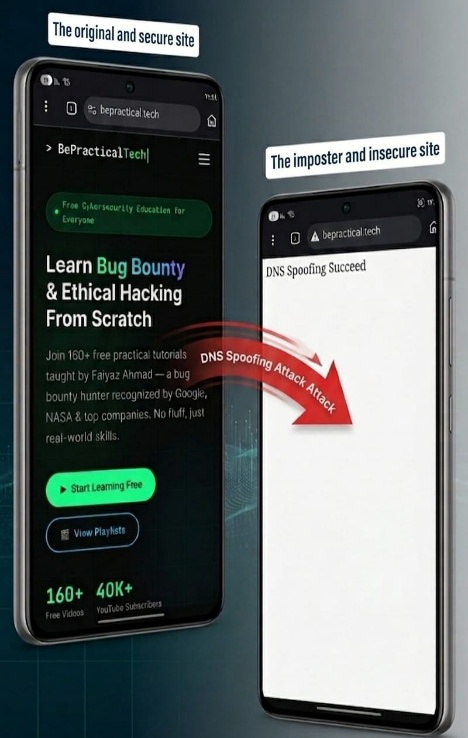 The original and secure site
bepractical.tech
> BePracticalTech
Free Cybersecurity Education for
Everyone
Learn Bug Bounty
& Ethical Hacking
From Scratch
Join 160+ free practical tutorials
taught by Faiyaz Ahmad — a bug
bounty hunter recognized by Google,
NASA & top companies. No fluff, just
real-world skills.
Start Learning Free
View Playlists
160+ 40K+
Free Videos YouTube Subscribers
DNS Spoofing Attack Attack
The imposter and insecure site
bepractical.tech
DNS Spoofing Succeed